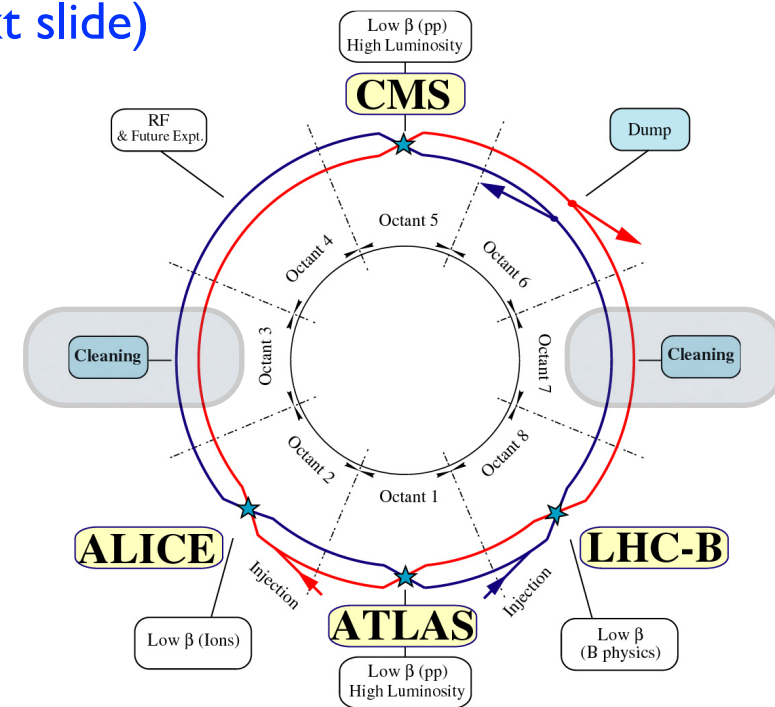 xt slide)
Low β (pp)
High Luminosity
CMS
RF
& Future Expt.
Dump
Octant 5
Octant 4
Octant 6
Octant 3
Octant 7
Cleaning
Cleaning
Octant 2
Octant 8
Octant 1
ALICE
LHC-B
Injection
Injection
ATLAS
Low β (Ions)
Low β
(B physics)
Low β (pp)
High Luminosity